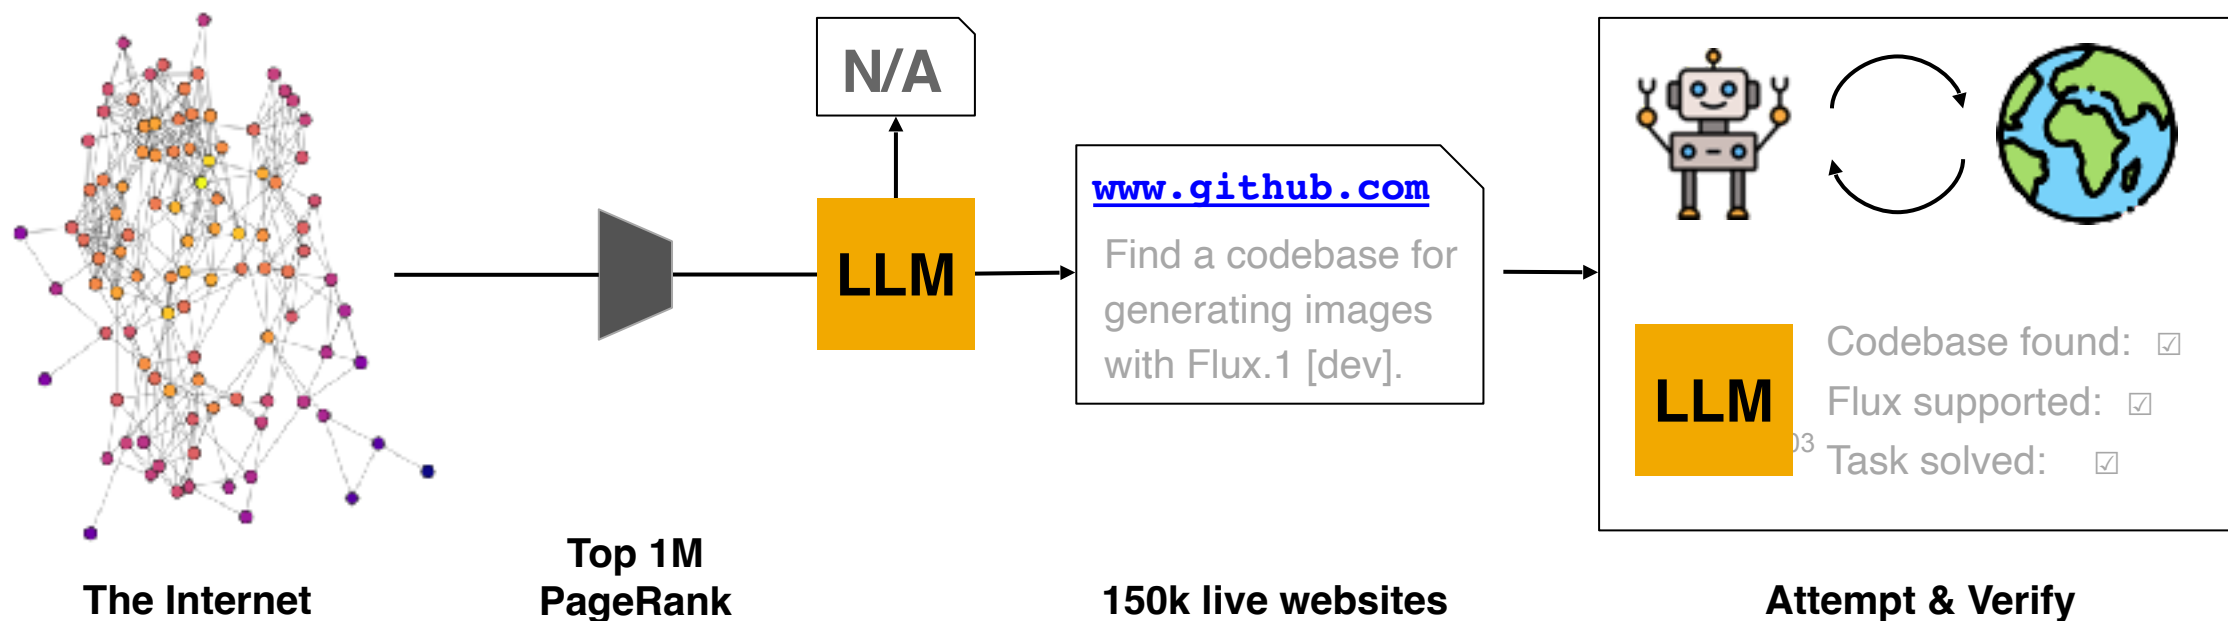 N/A
LLM
www.github.com
Find a codebase for
generating images
with Flux.1 [dev].
LLM
Codebase found: ☑
Flux supported: ☑
03
Task solved: ☑
The Internet
Top 1M
PageRank
150k live websites
Attempt & Verify